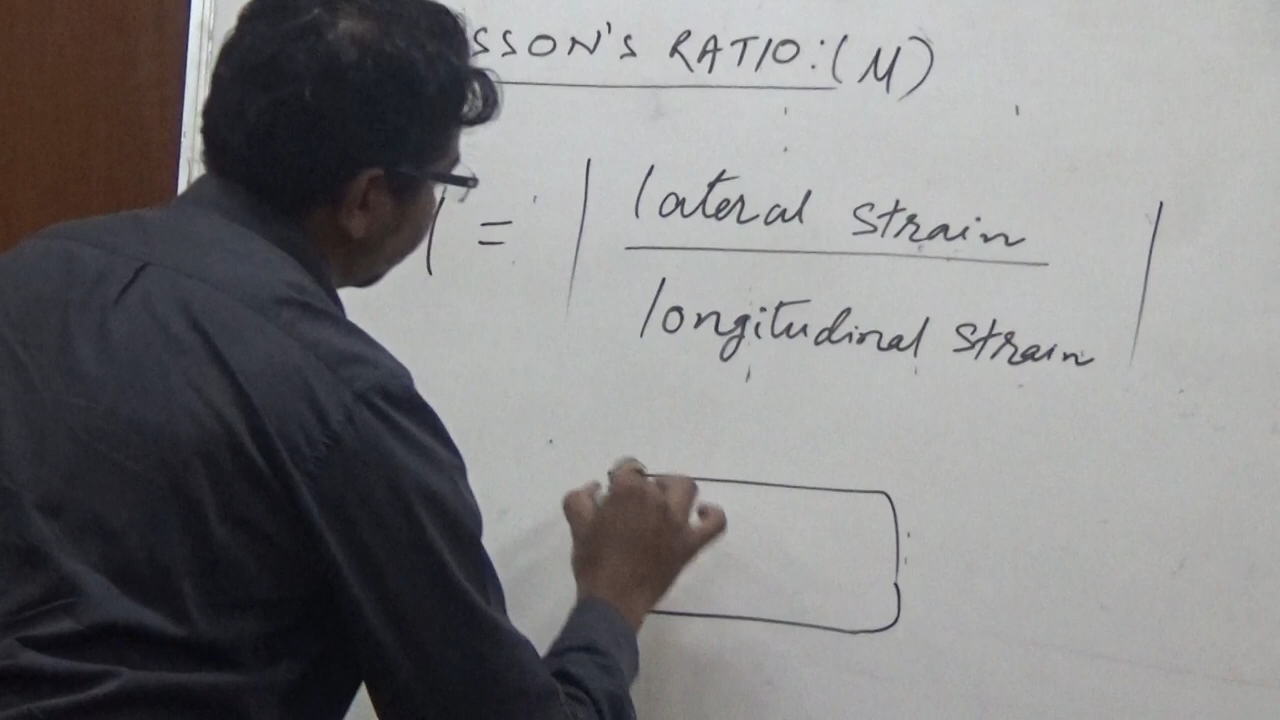 SSON'S RATIO:(μ)
= | lateral strain |
longitudinal strain